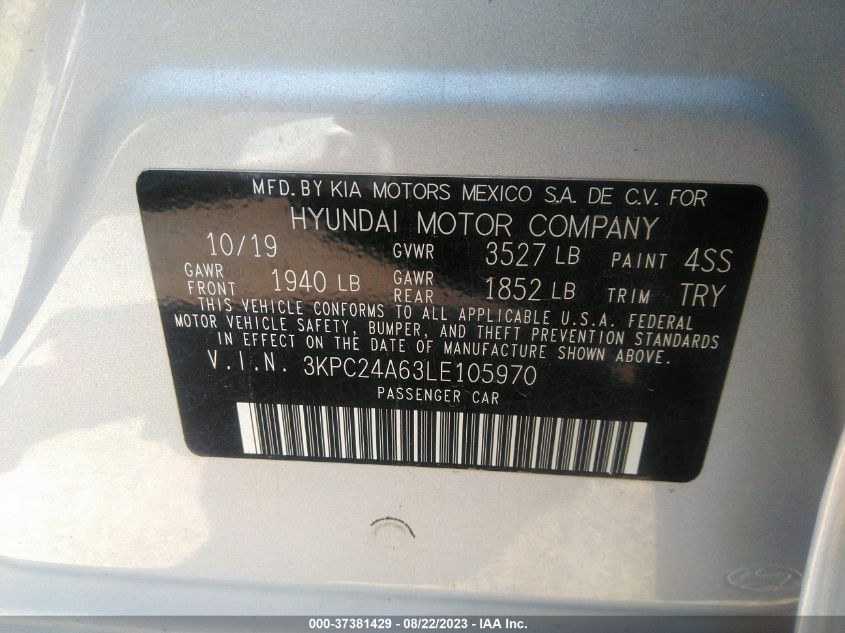 MFD. BY KIA MOTORS MEXICO S.A. DE C.V. FOR
HYUNDAI MOTOR COMPANY
10/19 GVWR 3527 LB PAINT 4SS
GAWR FRONT 1940 LB GAWR REAR 1852 LB TRIM TRY
THIS VEHICLE CONFORMS TO ALL APPLICABLE U.S.A. FEDERAL
MOTOR VEHICLE SAFETY, BUMPER, AND THEFT PREVENTION STANDARDS
IN EFFECT ON THE DATE OF MANUFACTURE SHOWN ABOVE.
V.I.N. 3KPC24A63LE105970
PASSENGER CAR
000-37381429 - 08/22/2023 - IAA Inc.